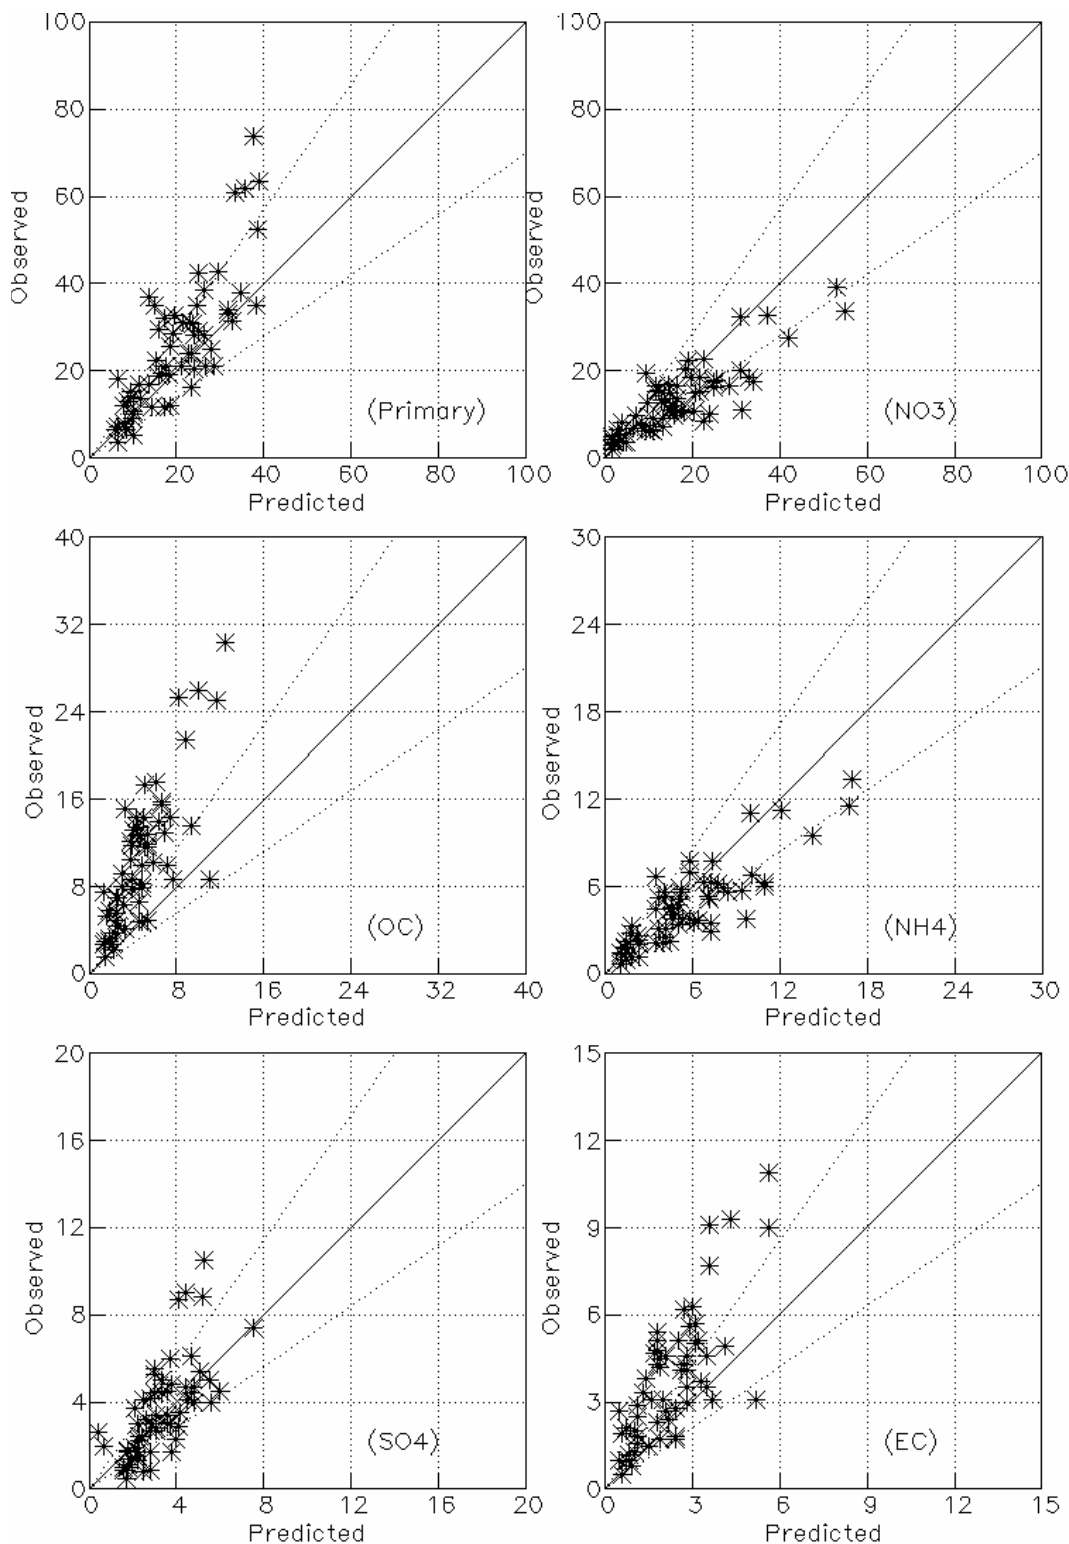 100 100
80 80
60 60
40 40
20 20
0 0
Observed Observed
(Primary) (NO3)
0 20 40 60 80 100 0 20 40 60 80 100
Predicted Predicted
40 30
32 24
24 18
16 12
8 6
0 0
Observed Observed
(OC) (NH4)
0 8 16 24 32 40 0 6 12 18 24 30
Predicted Predicted
20 15
16 12
12 9
8 6
4 3
0 0
Observed Observed
(SO4) (EC)
0 4 8 12 16 20 0 3 6 9 12 15
Predicted Predicted